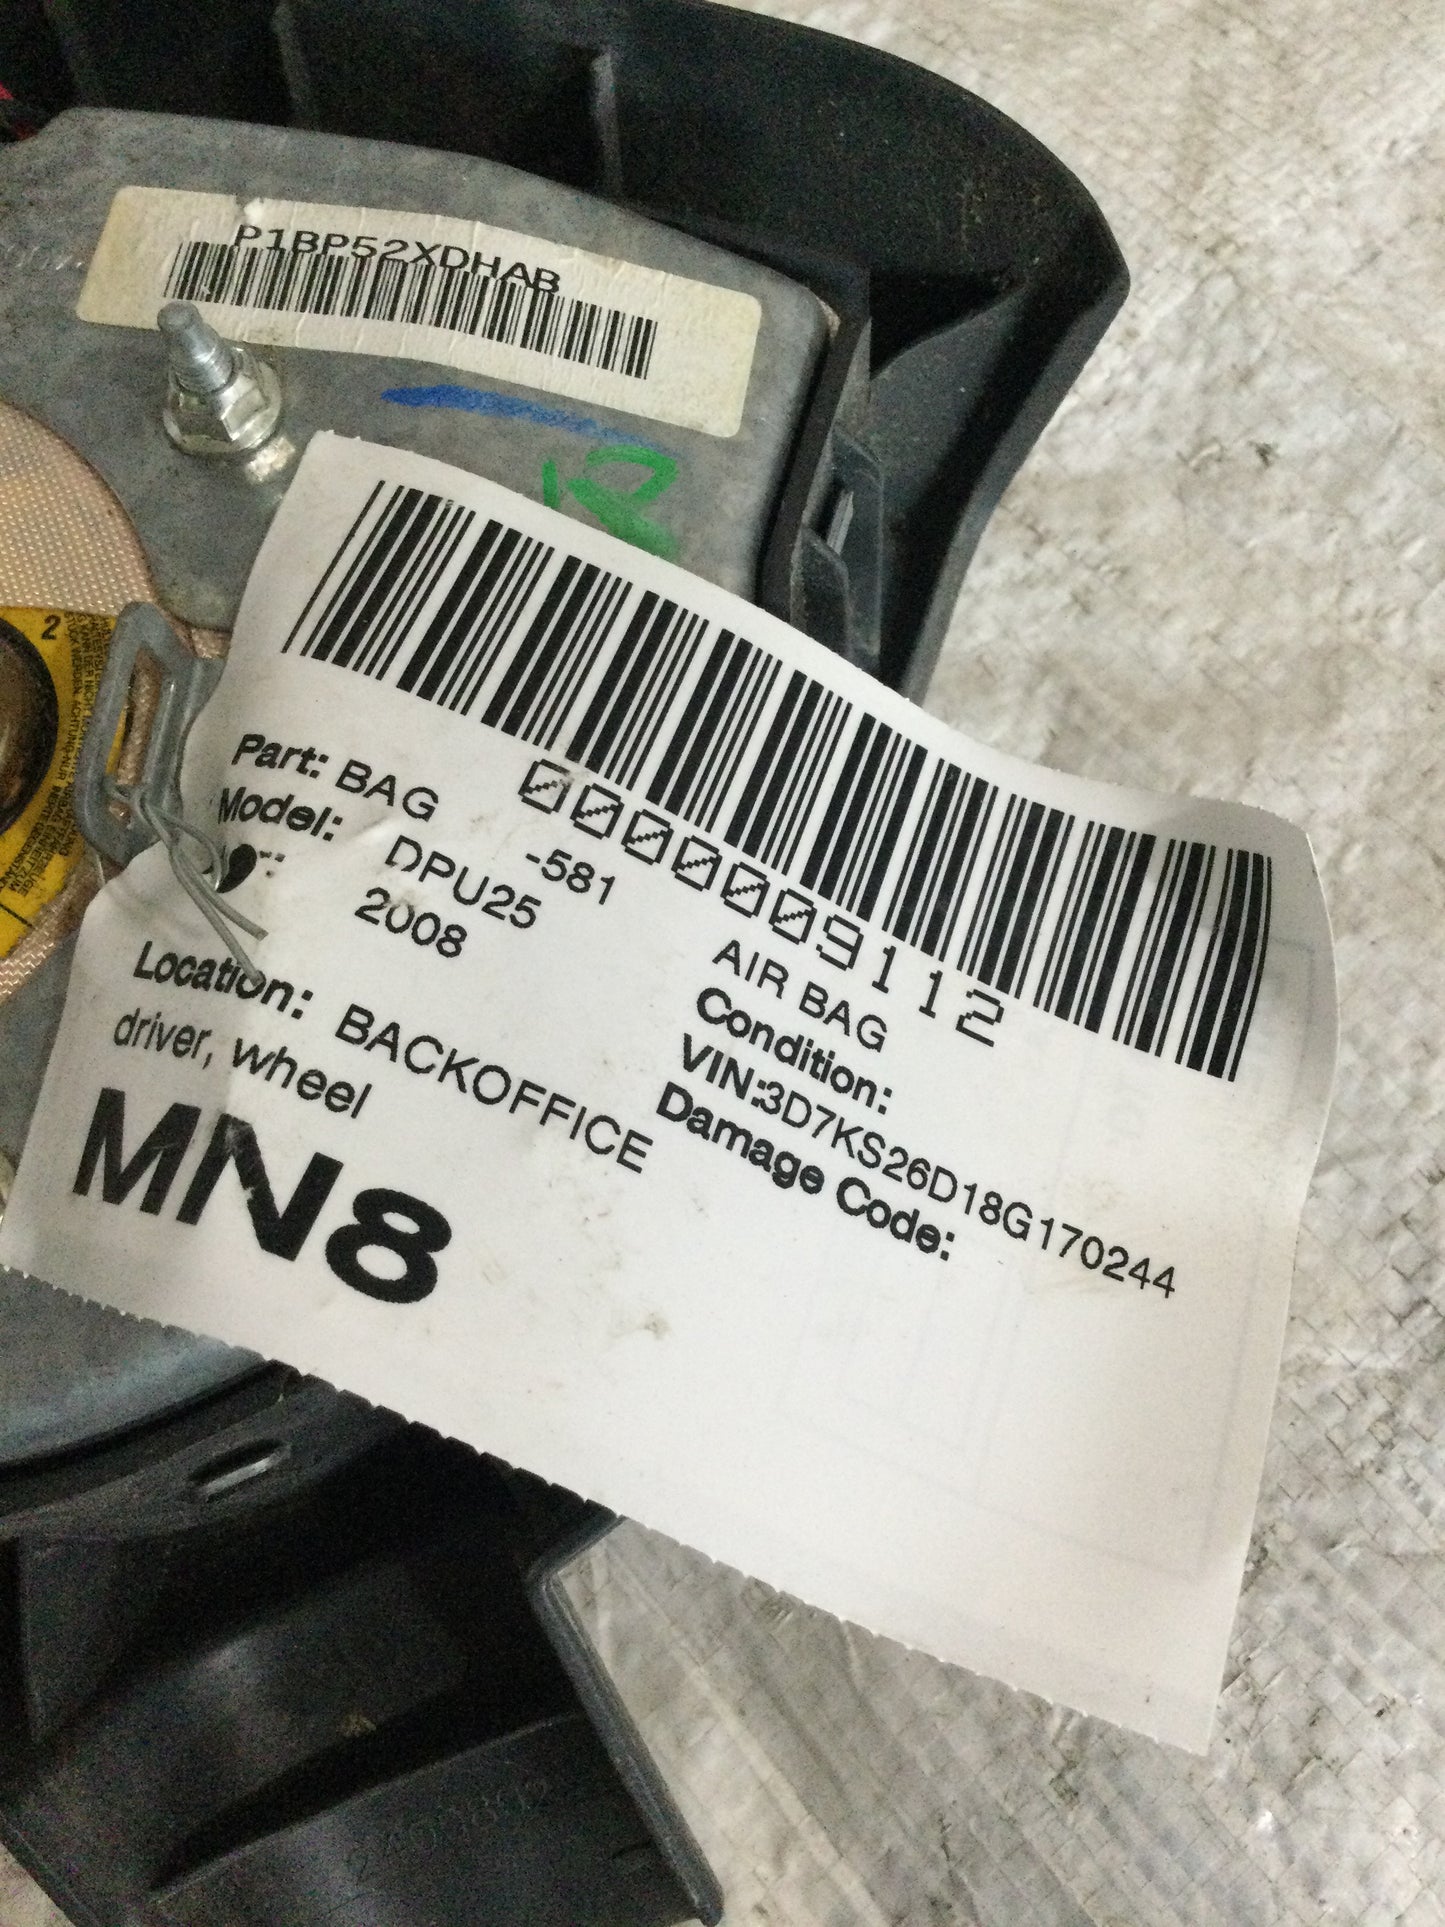 P1BP52XDHAB
2
0000009112
Part: BAG -581
AIR BAG
Model: DPU25
2008
Condition:
VIN:3D7KS26D18G170244
Damage Code:
Location: BACKOFFICE
driver, wheel
MN8